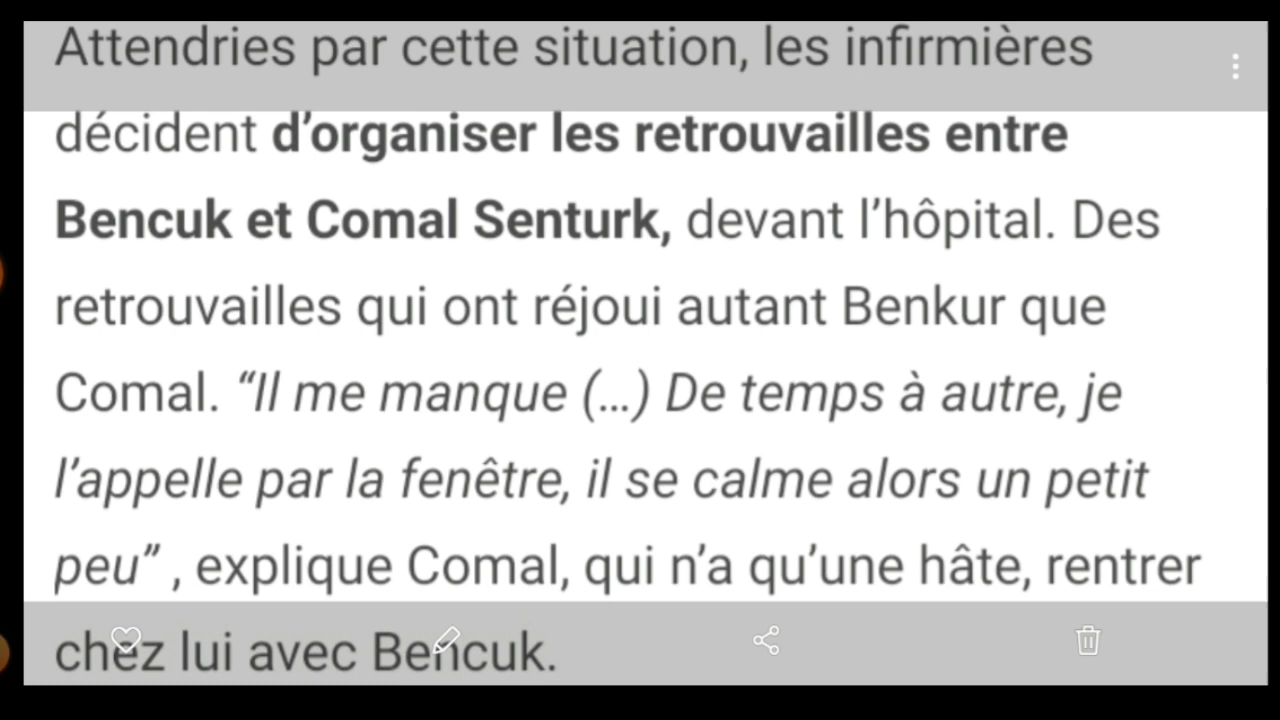 Attendries par cette situation, les infirmières
décident d’organiser les retrouvailles entre
Bencuk et Comal Senturk, devant l’hôpital. Des
retrouvailles qui ont réjoui autant Benkur que
Comal. “Il me manque (…) De temps à autre, je
l’appelle par la fenêtre, il se calme alors un petit
peu” , explique Comal, qui n’a qu’une hâte, rentrer
chez lui avec Bencuk.